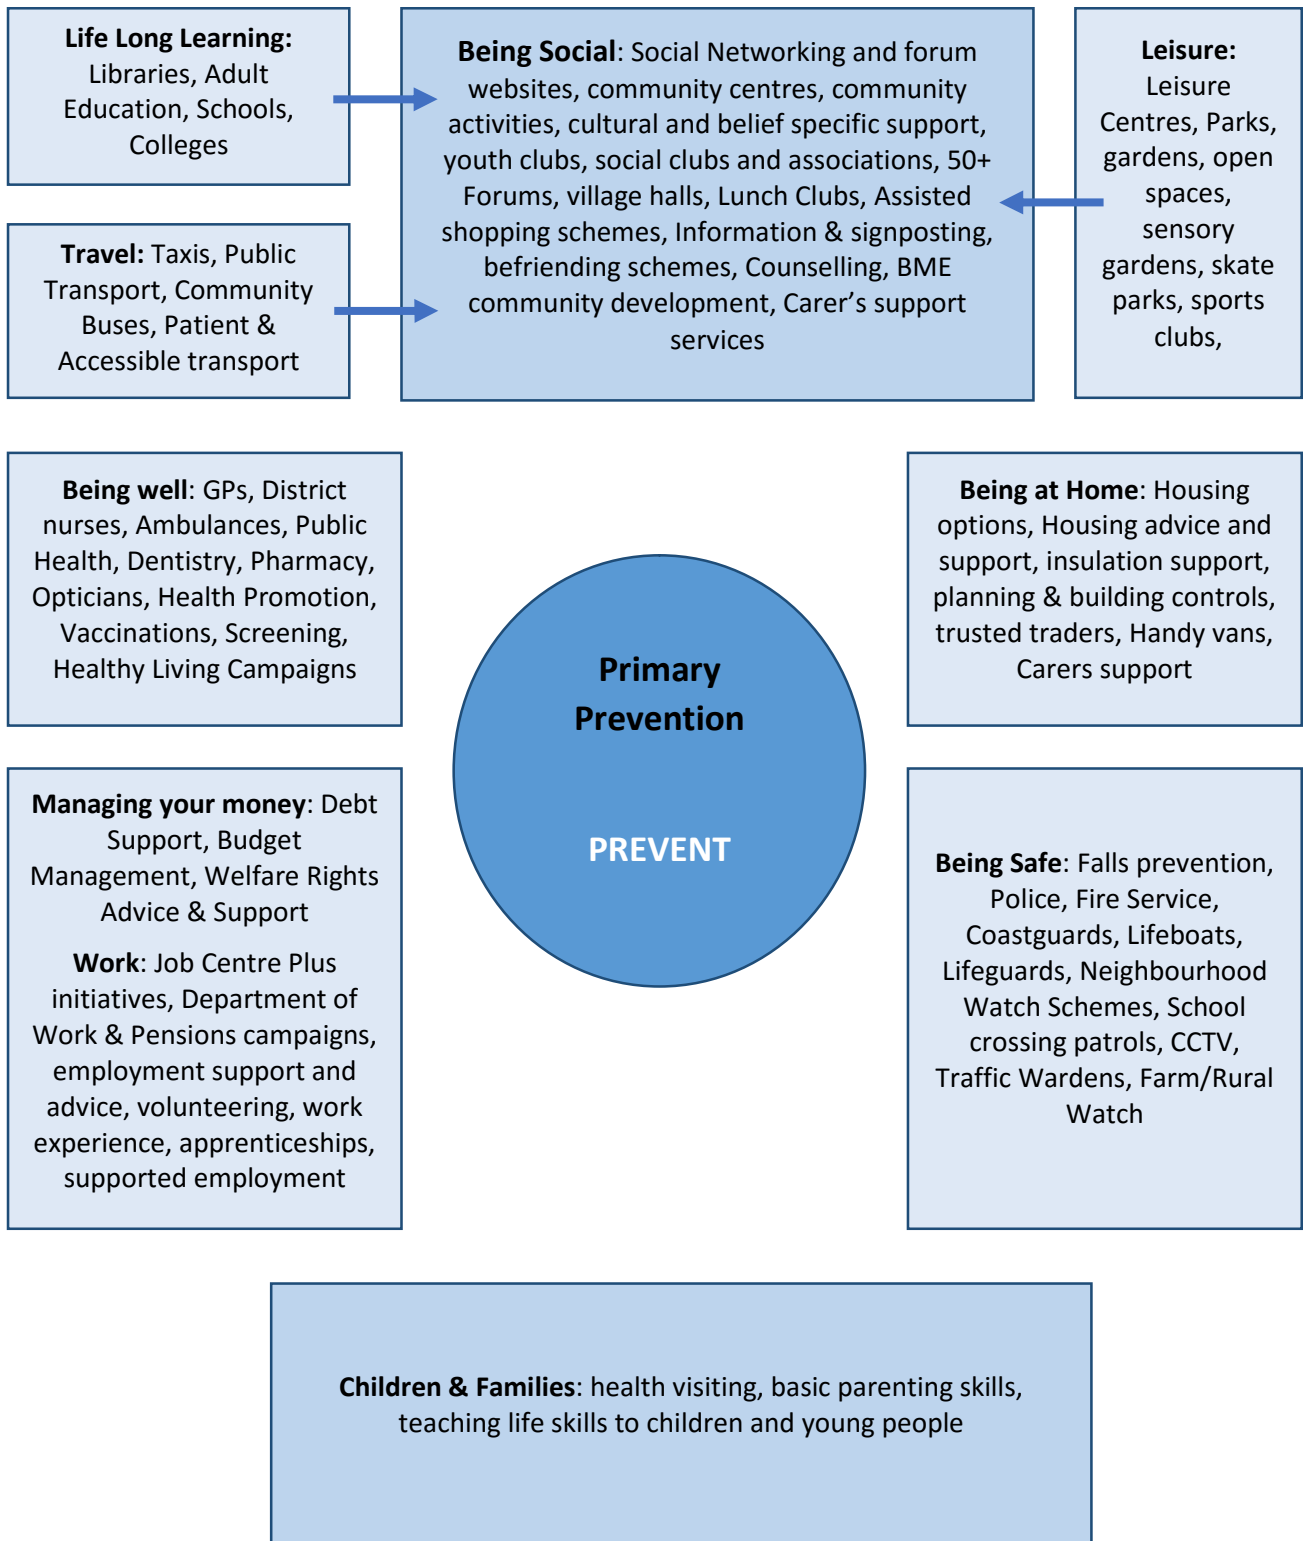 Life Long Learning:
Libraries, Adult
Education, Schools,
Colleges
Being Social: Social Networking and forum
websites, community centres, community
activities, cultural and belief specific support,
youth clubs, social clubs and associations, 50+
Forums, village halls, Lunch Clubs, Assisted
shopping schemes, Information & signposting,
befriending schemes, Counselling, BME
community development, Carer’s support
services
Leisure:
Leisure
Centres, Parks,
gardens, open
spaces,
sensory
gardens, skate
parks, sports
clubs,
Travel: Taxis, Public
Transport, Community
Buses, Patient &
Accessible transport
Being well: GPs, District
nurses, Ambulances, Public
Health, Dentistry, Pharmacy,
Opticians, Health Promotion,
Vaccinations, Screening,
Healthy Living Campaigns
Being at Home: Housing
options, Housing advice and
support, insulation support,
planning & building controls,
trusted traders, Handy vans,
Carers support
Primary
Prevention
PREVENT
Managing your money: Debt
Support, Budget
Management, Welfare Rights
Advice & Support
Work: Job Centre Plus
initiatives, Department of
Work & Pensions campaigns,
employment support and
advice, volunteering, work
experience, apprenticeships,
supported employment
Being Safe: Falls prevention,
Police, Fire Service,
Coastguards, Lifeboats,
Lifeguards, Neighbourhood
Watch Schemes, School
crossing patrols, CCTV,
Traffic Wardens, Farm/Rural
Watch
Children & Families: health visiting, basic parenting skills,
teaching life skills to children and young people